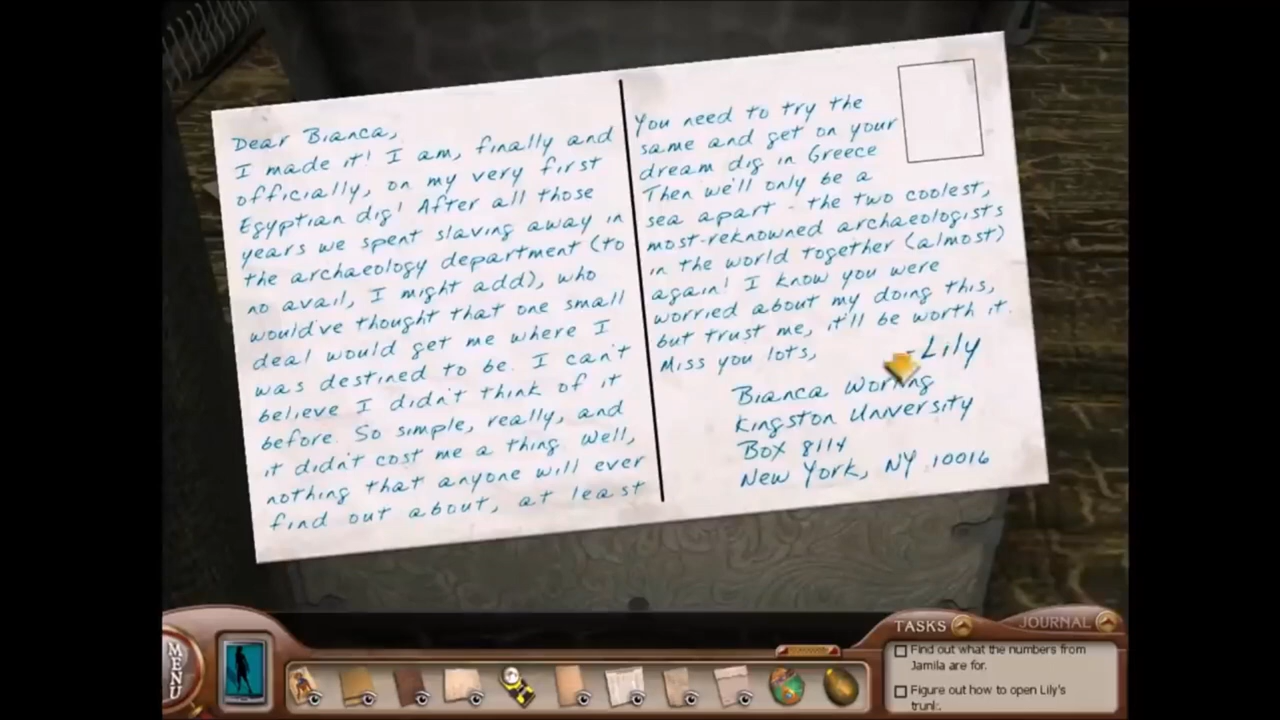 Dear Bianca,
I made it! I am, finally and
officially, on my very first
Egyptian dig! After all those
years we spent slaving away in
the archaeology department (to
no avail, I might add), who
would've thought that one small
deal would get me where I
was destined to be. I can't
believe I didn't think of it
before. So simple, really, and
it didn't cost me a thing. Well,
nothing that anyone will ever
find out about, at least
You need to try the
same and get on your
dream dig in Greece
Then we'll only be a
sea apart - the two coolest,
most-reknowned archaeologists
in the world together (almost)
again! I know you were
worried about my doing this,
but trust me, it'll be worth it.
Miss you lots,
-Lily
Bianca
Kingston University
Box 8114
New York, NY 10016
MENU
TASKS
JOURNAL
Find out what the numbers from
Jamila are for.
Figure out how to open Lily's
trunk.